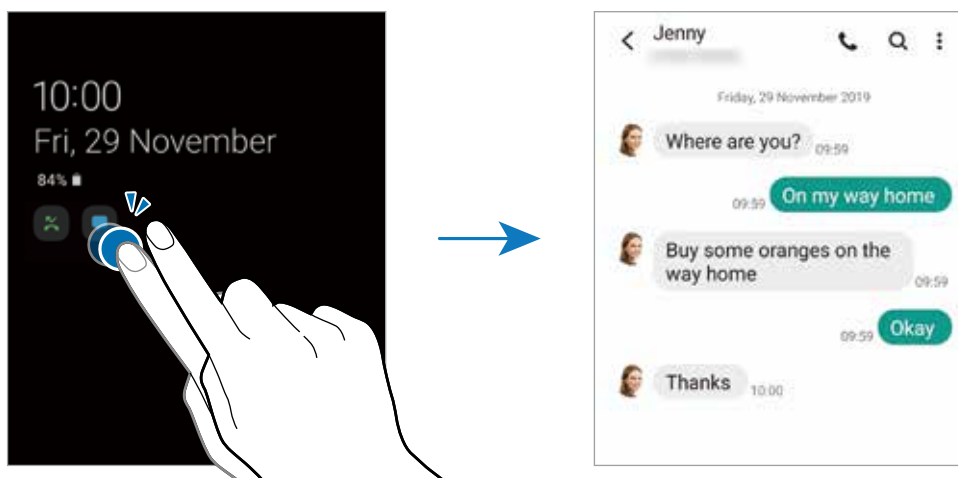 10:00
Fri, 29 November
84%
Jenny
Friday, 29 November 2019
Where are you? 09:59
09:59 On my way home
Buy some oranges on the
way home 09:59
09:59 Okay
Thanks 10:00